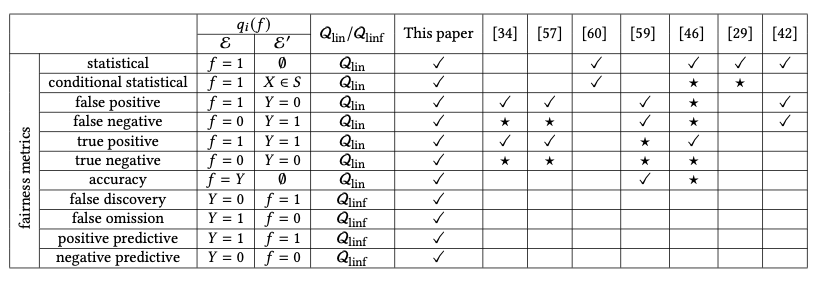 q_i(f) Q_lin/Q_linf This paper [34] [57] [60] [59] [46] [29] [42]
ℰ ℰ′
fairness metrics
statistical f = 1 ∅ Q_lin ✓ ✓ ✓ ✓ ✓
conditional statistical f = 1 X ∈ S Q_lin ✓ ✓ ★ ★
false positive f = 1 Y = 0 Q_lin ✓ ✓ ✓ ✓ ★ ✓
false negative f = 0 Y = 1 Q_lin ✓ ★ ★ ✓ ★ ✓
true positive f = 1 Y = 1 Q_lin ✓ ✓ ✓ ★ ✓
true negative f = 0 Y = 0 Q_lin ✓ ★ ★ ★ ★
accuracy f = Y ∅ Q_lin ✓ ✓ ★
false discovery Y = 0 f = 1 Q_linf ✓
false omission Y = 1 f = 0 Q_linf ✓
positive predictive Y = 1 f = 1 Q_linf ✓
negative predictive Y = 0 f = 0 Q_linf ✓